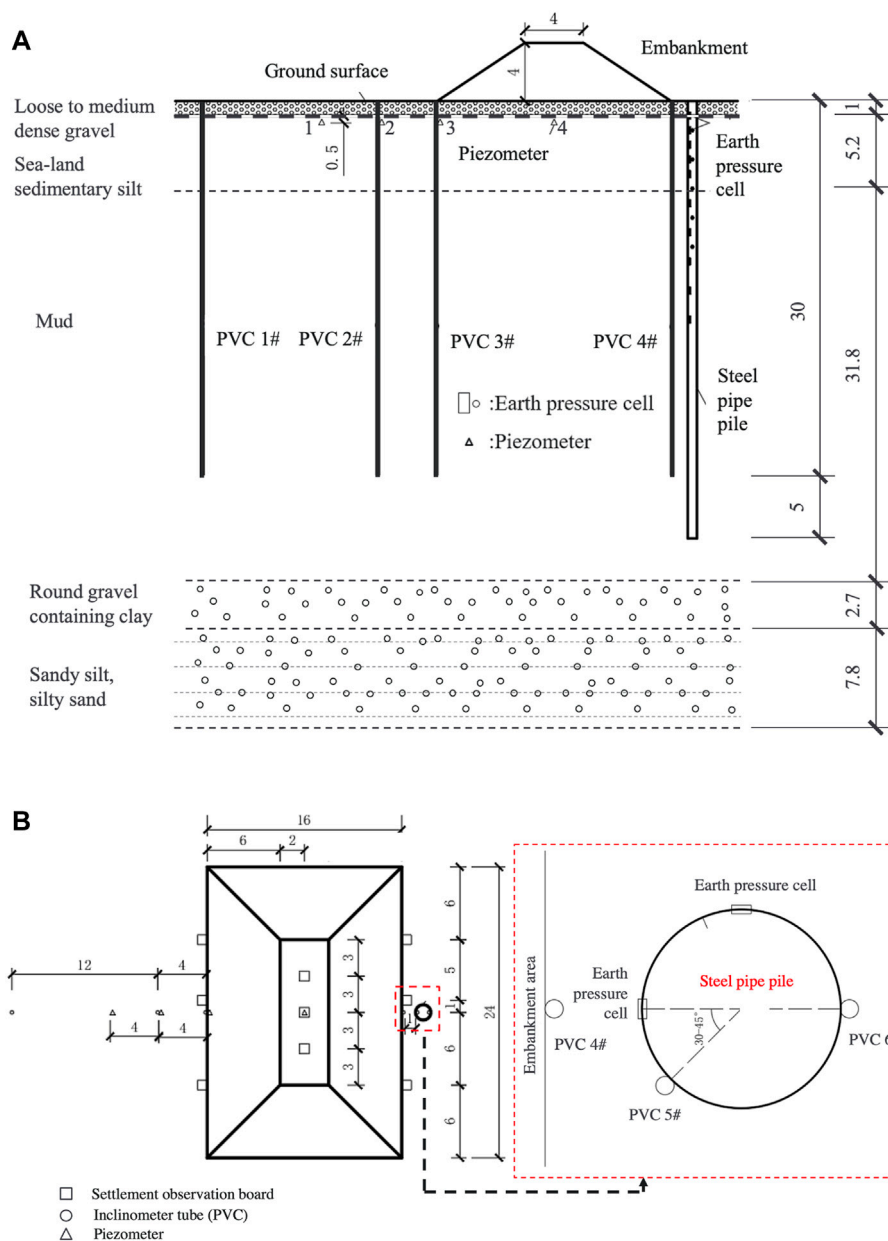 A
4
4
Embankment
Ground surface
Loose to medium
dense gravel
1
2
3
4
0.5
Piezometer
Earth
pressure
cell
1
5.2
Sea-land
sedimentary silt
Mud
PVC 1#
PVC 2#
PVC 3#
PVC 4#
30
31.8
:Earth pressure cell
:Piezometer
Steel
pipe
pile
5
Round gravel
containing clay
2.7
Sandy silt,
silty sand
7.8
B
16
6
2
12
4
4
4
3
3
3
3
6
5
1
6
6
24
1
Embankment area
Earth pressure cell
Earth
pressure
cell
Steel pipe pile
30-45°
PVC 4#
PVC 5#
PVC 6
Settlement observation board
Inclinometer tube (PVC)
Piezometer